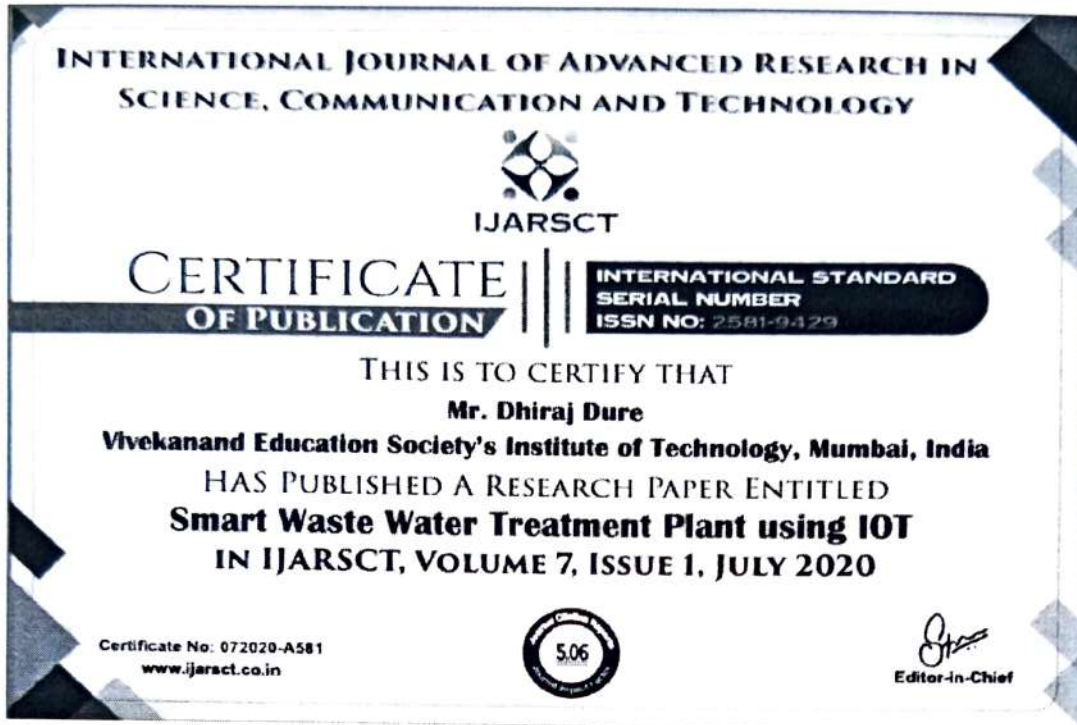 INTERNATIONAL JOURNAL OF ADVANCED RESEARCH IN
SCIENCE, COMMUNICATION AND TECHNOLOGY
IJARSCT
CERTIFICATE
OF PUBLICATION
INTERNATIONAL STANDARD
SERIAL NUMBER
ISSN NO: 2581-9429
THIS IS TO CERTIFY THAT
Mr. Dhiraj Dure
Vivekanand Education Society's Institute of Technology, Mumbai, India
HAS PUBLISHED A RESEARCH PAPER ENTITLED
Smart Waste Water Treatment Plant using IOT
IN IJARSCT, VOLUME 7, ISSUE 1, JULY 2020
Certificate No: 072020-A581
www.ijarsct.co.in
5.06
Editor-in-Chief